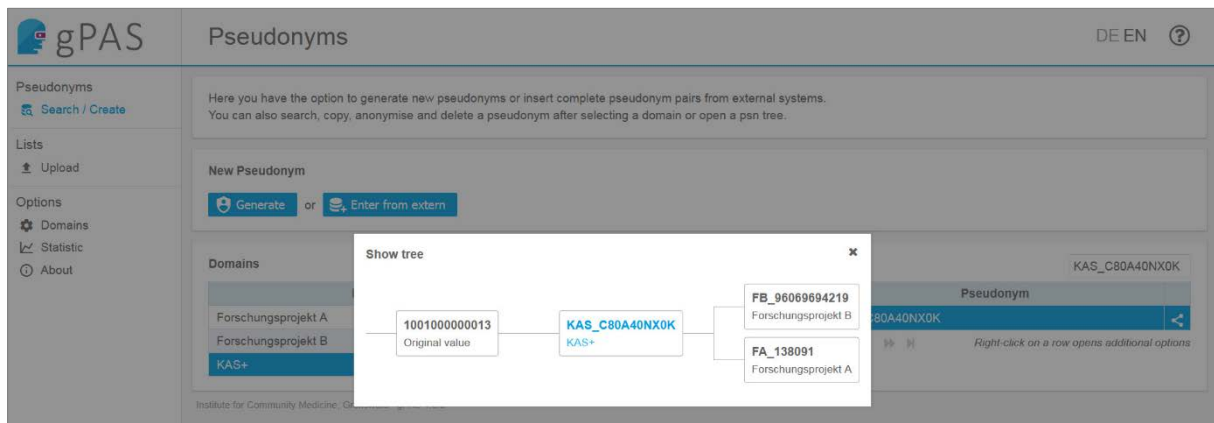 gPAS
Pseudonyms
DE EN
Pseudonyms
Search / Create
Lists
Upload
Options
Domains
Statistic
About
Here you have the option to generate new pseudonyms or insert complete pseudonym pairs from external systems.
You can also search, copy, anonymise and delete a pseudonym after selecting a domain or open a psn tree.
New Pseudonym
Generate or Enter from extern
Domains
KAS_C80A40NX0K
Pseudonym
Forschungsprojekt A
C80A40NX0K
Forschungsprojekt B
Right-click on a row opens additional options
KAS+
Show tree
1001000000013
Original value
KAS_C80A40NX0K
KAS+
FB_96069694219
Forschungsprojekt B
FA_138091
Forschungsprojekt A
Institute for Community Medicine,